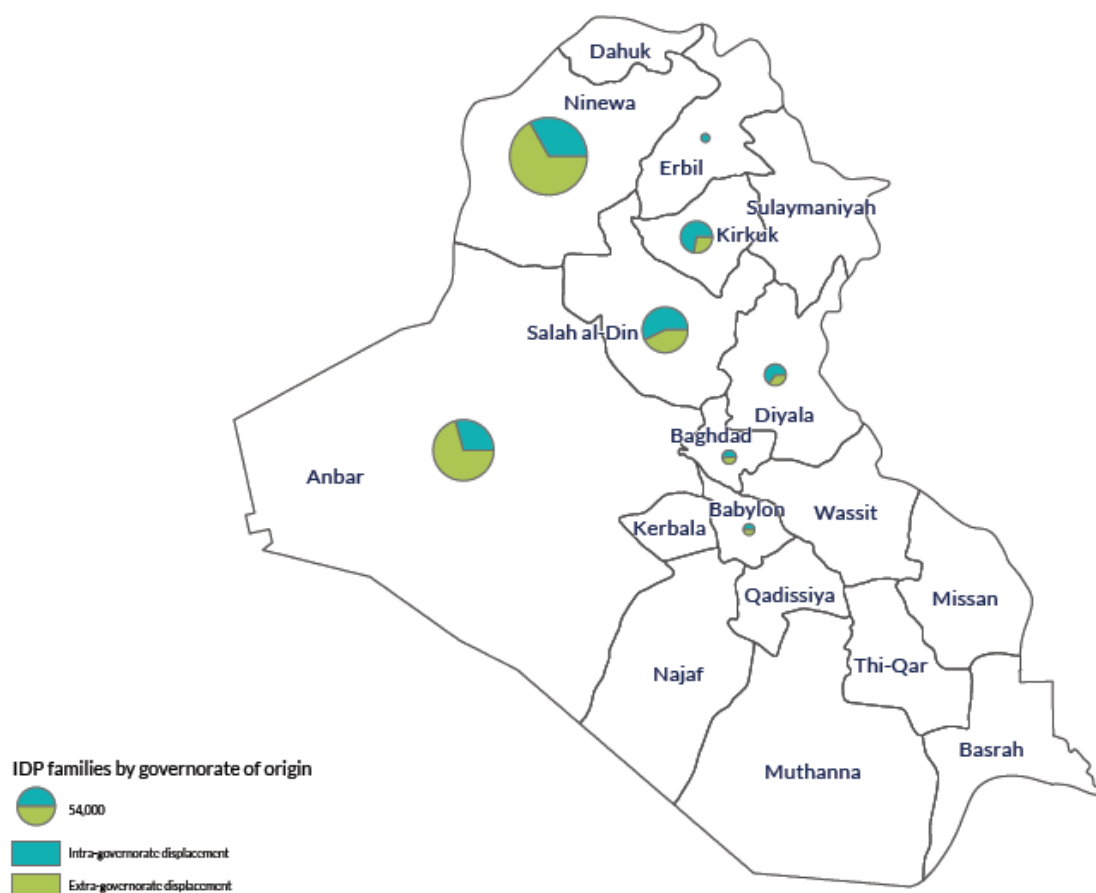 Dahuk
Ninewa
Erbil
Sulaymaniyah
Kirkuk
Salah al-Din
Diyala
Baghdad
Anbar
Babylon
Wassit
Kerbala
Qadissiya
Missan
Najaf
Thi-Qar
Basrah
Muthanna
IDP families by governorate of origin
54,000
Intra-governorate displacement
Extra-governorate displacement